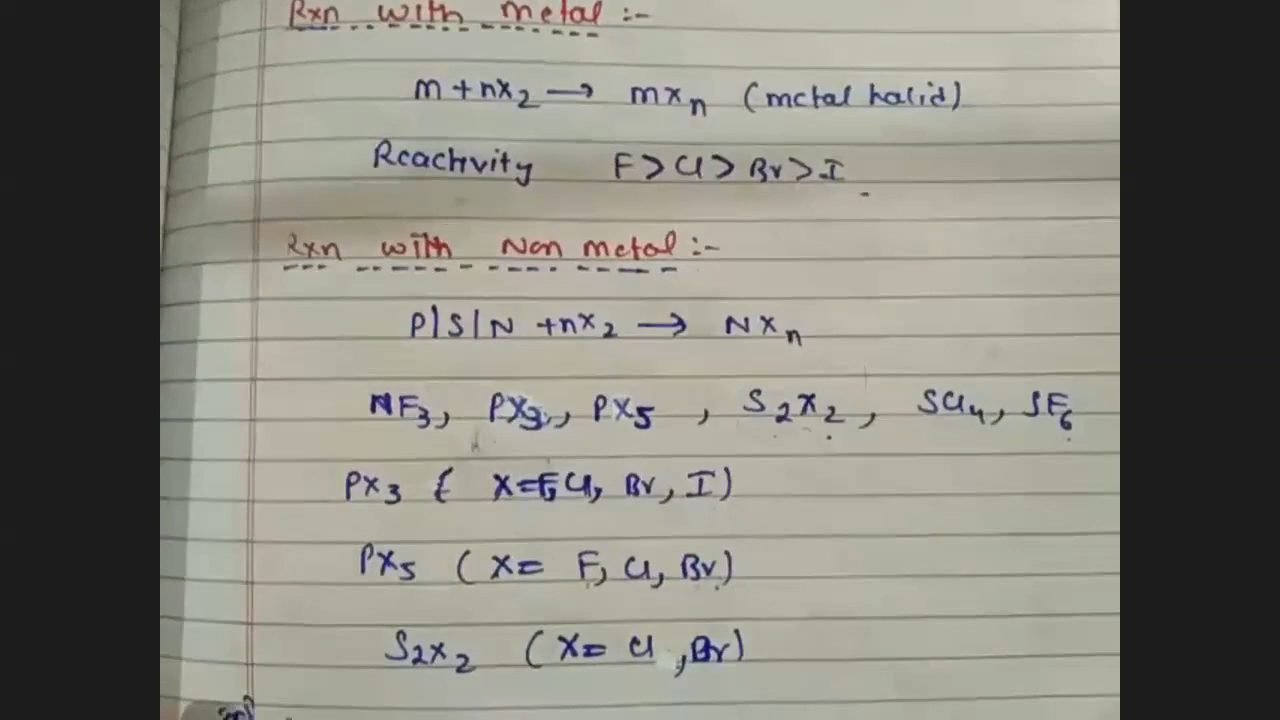 Rxn with metal :-
m + nx₂ → mxₙ (metal halid)
Reactivity F > Cl > Br > I
Rxn with Non metal :-
P|S|N + nx₂ → NXₙ
NF₃, PX₃, PX₅, S₂X₂, SCl₄, SF₆
PX₃ ( X=F, Cl, Br, I)
PX₅ ( X= F, Cl, Br)
S₂X₂ ( X= Cl, Br)